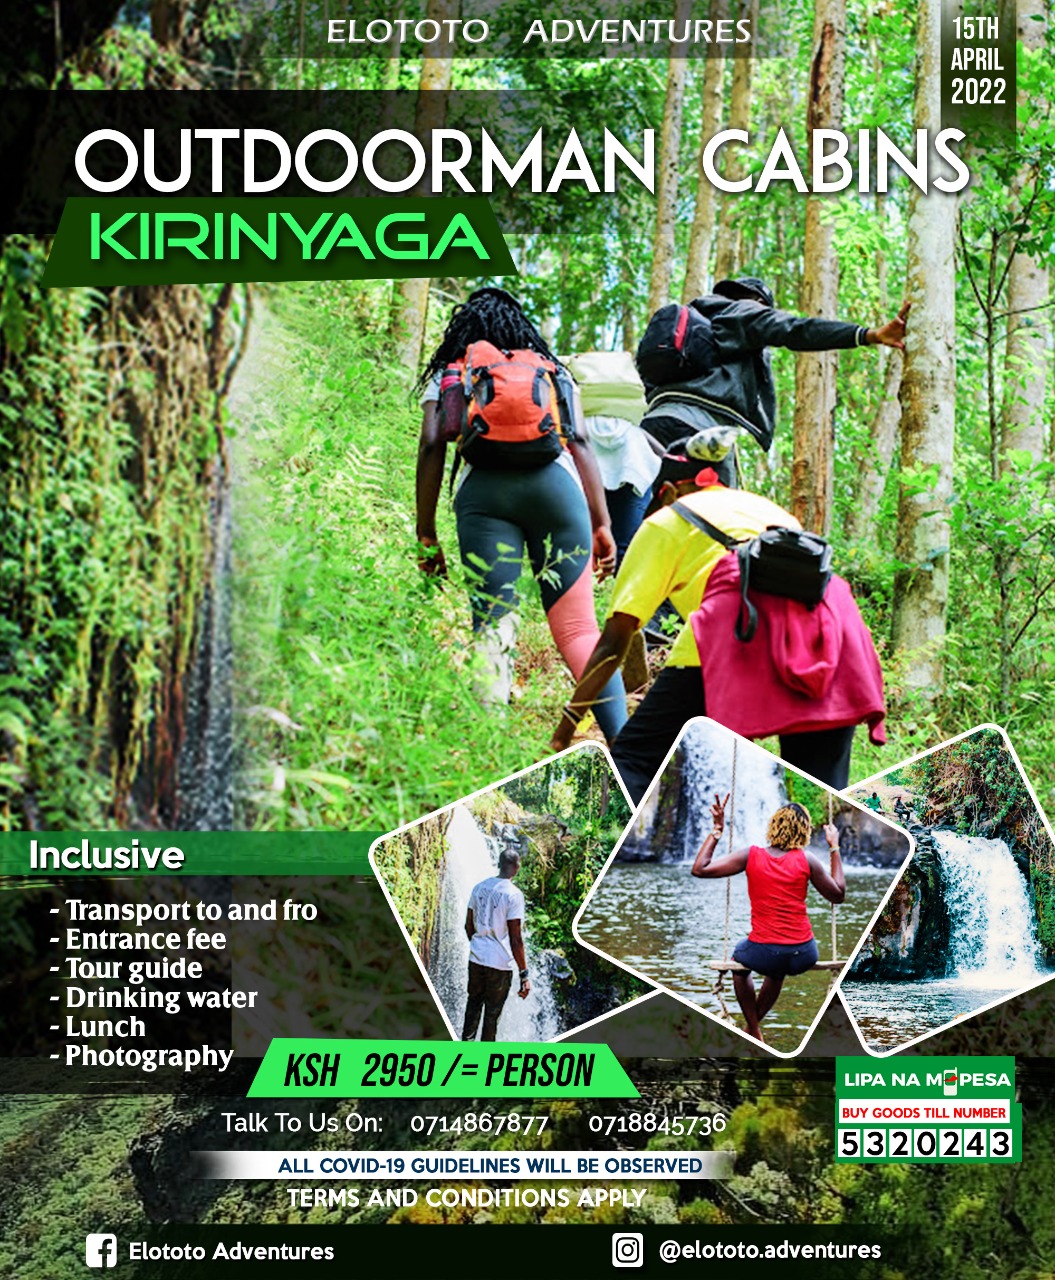 ELOTOTO ADVENTURES
15TH
APRIL
2022
OUTDOORMAN CABINS
KIRINYAGA
Inclusive
- Transport to and fro
- Entrance fee
- Tour guide
- Drinking water
- Lunch
- Photography
KSH 2950 /= PERSON
Talk To Us On: 0714867877 0718845736
ALL COVID-19 GUIDELINES WILL BE OBSERVED
TERMS AND CONDITIONS APPLY
LIPA NA M PESA
BUY GOODS TILL NUMBER
5320243
Elototo Adventures
@elototo.adventures